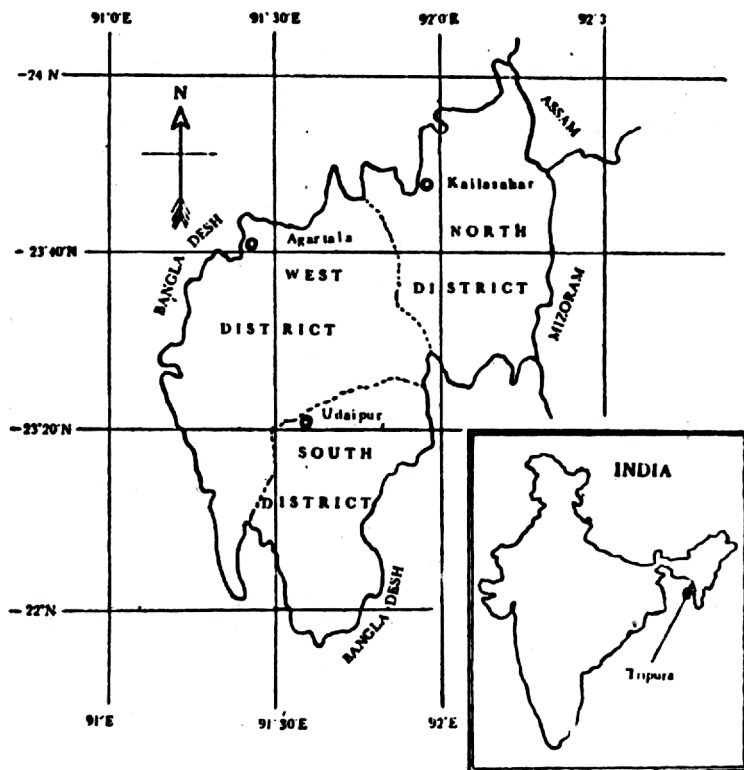 91°0'E 91°30'E 92°0'E 92°3
24 N
N
ASSAM
Kailasahar
BANGLA DESH
Agartala
NORTH
23°40'N
WEST
DISTRICT
MIZORAM
DISTRICT
Udaipur
23°20'N
SOUTH
INDIA
DISTRICT
22°N
BANGLA DESH
Tripura
91°E 91°30'E 92°E